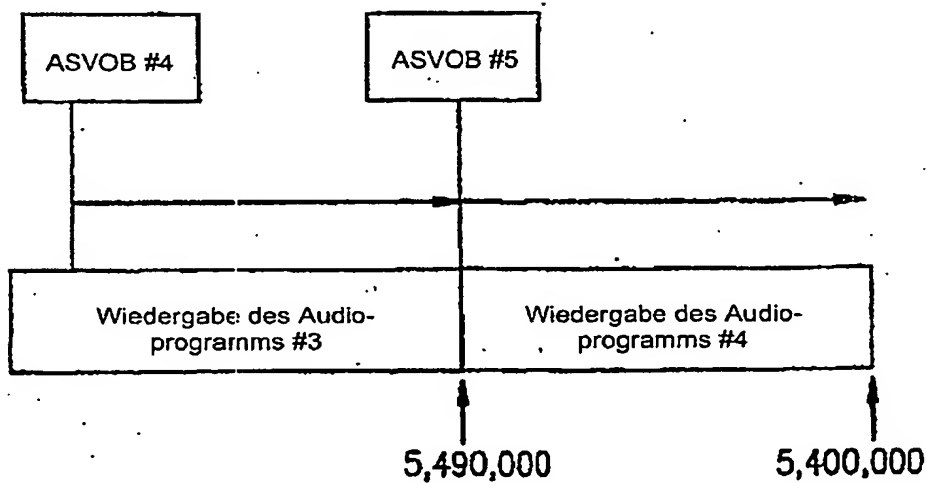 ASVOB #4
ASVOB #5
Wiedergabe des Audio-
programms #3
Wiedergabe des Audio-
programms #4
5,490,000
5,400,000